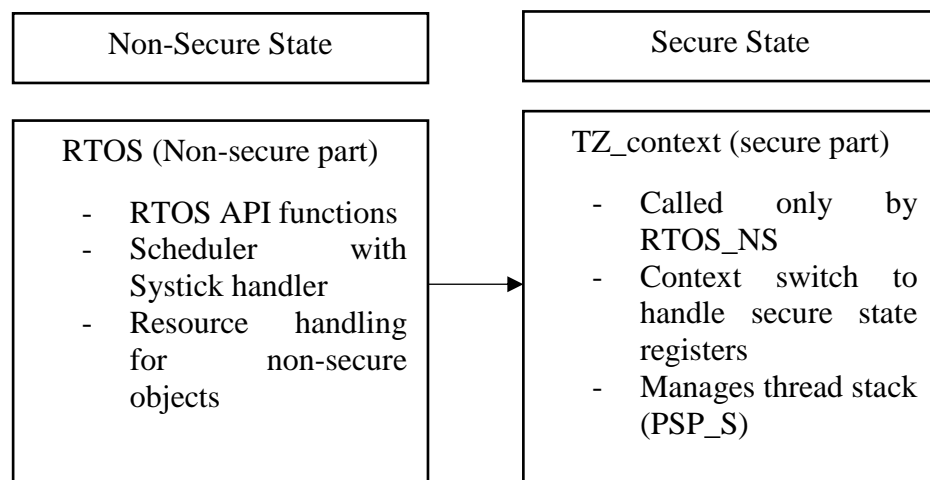 Non-Secure State
Secure State
RTOS (Non-secure part)
- RTOS API functions
- Scheduler with
Systick handler
- Resource handling
for non-secure
objects
TZ_context (secure part)
- Called only by
RTOS_NS
- Context switch to
handle secure state
registers
- Manages thread stack
(PSP_S)